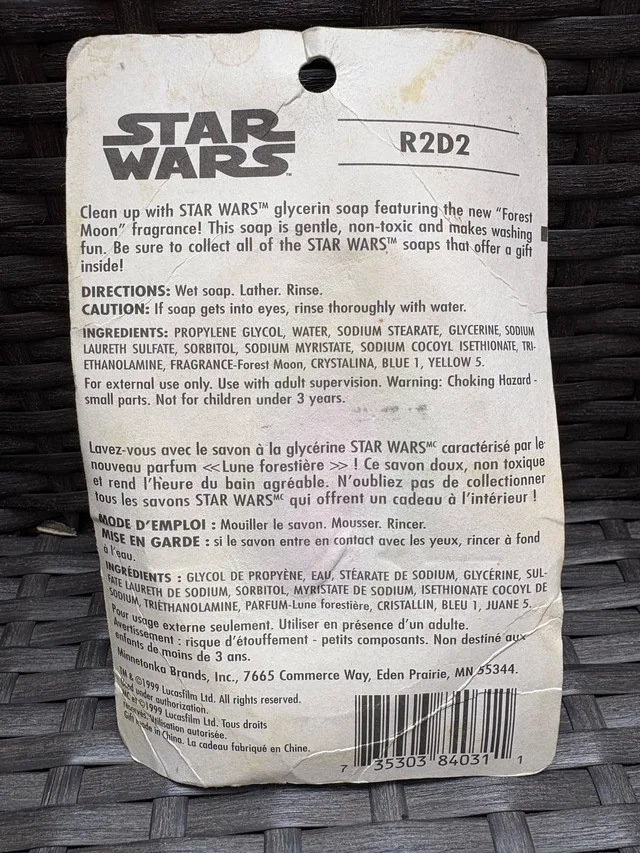 STAR
WARS™
R2D2
Clean up with STAR WARS™ glycerin soap featuring the new "Forest
Moon" fragrance! This soap is gentle, non-toxic and makes washing
fun. Be sure to collect all of the STAR WARS™ soaps that offer a gift
inside!
DIRECTIONS: Wet soap. Lather. Rinse.
CAUTION: If soap gets into eyes, rinse thoroughly with water.
INGREDIENTS: PROPYLENE GLYCOL, WATER, SODIUM STEARATE, GLYCERINE, SODIUM
LAURETH SULFATE, SORBITOL, SODIUM MYRISTATE, SODIUM COCOYL ISETHIONATE, TRI-
ETHANOLAMINE, FRAGRANCE-Forest Moon, CRYSTALINA, BLUE 1, YELLOW 5.
For external use only. Use with adult supervision. Warning: Choking Hazard -
small parts. Not for children under 3 years.
Lavez-vous avec le savon à la glycérine STAR WARSᴹᶜ caractérisé par le
nouveau parfum << Lune forestière >> ! Ce savon doux, non toxique
et rend l'heure du bain agréable. N'oubliez pas de collectionner
tous les savons STAR WARSᴹᶜ qui offrent un cadeau à l'intérieur !
MODE D'EMPLOI : Mouiller le savon. Mousser. Rincer.
MISE EN GARDE : si le savon entre en contact avec les yeux, rincer à fond
à l'eau.
INGRÉDIENTS : GLYCOL DE PROPYÈNE, EAU, STÉARATE DE SODIUM, GLYCÉRINE, SUL-
FATE LAURETH DE SODIUM, SORBITOL, MYRISTATE DE SODIUM, ISETHIONATE COCOYL DE
SODIUM, TRIÉTHANOLAMINE, PARFUM-Lune forestière, CRISTALLIN, BLEU 1, JUANE 5.
Pour usage externe seulement. Utiliser en présence d'un adulte.
Avertissement : risque d'étouffement - petits composants. Non destiné aux
enfants de moins de 3 ans.
Minnetonka Brands, Inc., 7665 Commerce Way, Eden Prairie, MN 55344.
™ & ©1999 Lucasfilm Ltd. All rights reserved.
Used under authorization.
MC et ©1999 Lucasfilm Ltd. Tous droits
réservés. Utilisation autorisée.
Gift made in China. La cadeau fabriqué en Chine.
7 35303 84031 1